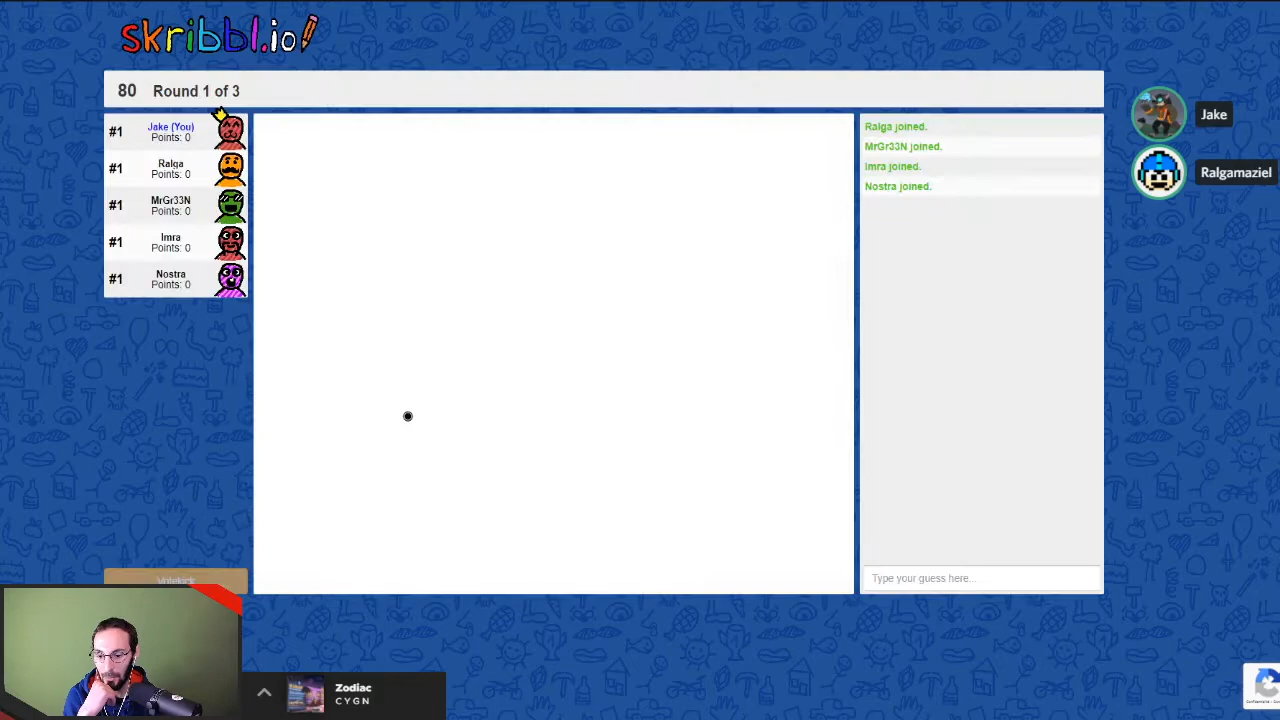 skribbl.io
80 Round 1 of 3
#1 Jake (You)
Points: 0
#1 Ralga
Points: 0
#1 MrGr33N
Points: 0
#1 Imra
Points: 0
#1 Nostra
Points: 0
Votekick
Ralga joined.
MrGr33N joined.
Imra joined.
Nostra joined.
Type your guess here...
Jake
Ralgamaziel
Zodiac
CYGN